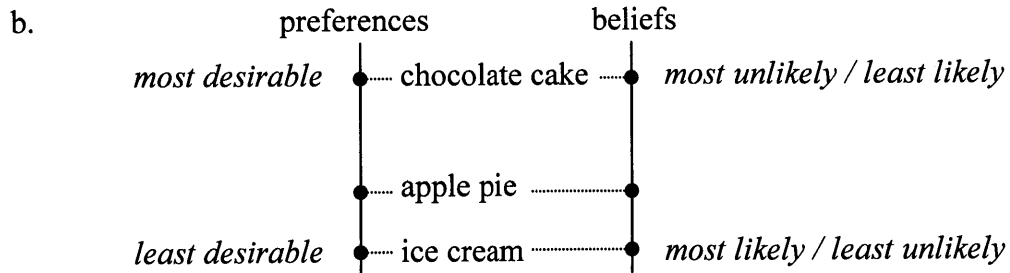 b.
preferences beliefs
most desirable chocolate cake most unlikely / least likely
apple pie
least desirable ice cream most likely / least unlikely